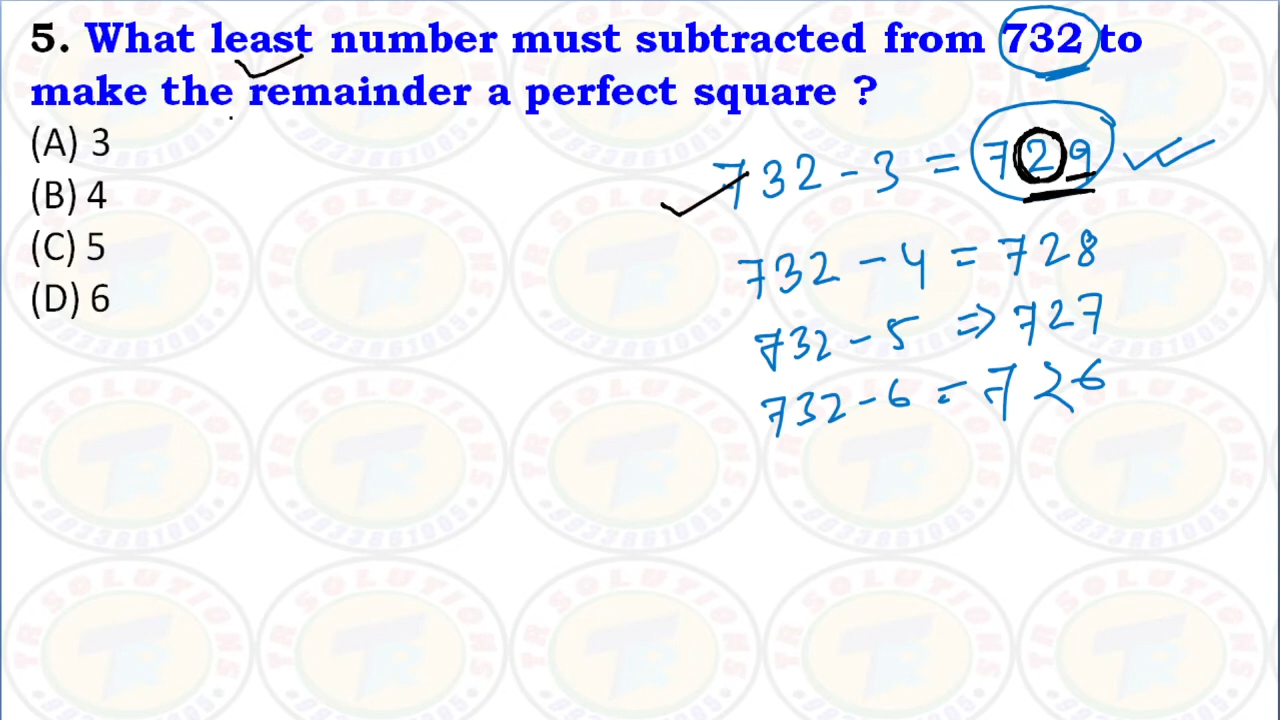 5. What least number must subtracted from 732 to
make the remainder a perfect square ?
(A) 3
(B) 4
(C) 5
(D) 6
732 - 3 = 729
732 - 4 = 728
732 - 5 => 727
732 - 6 = 726